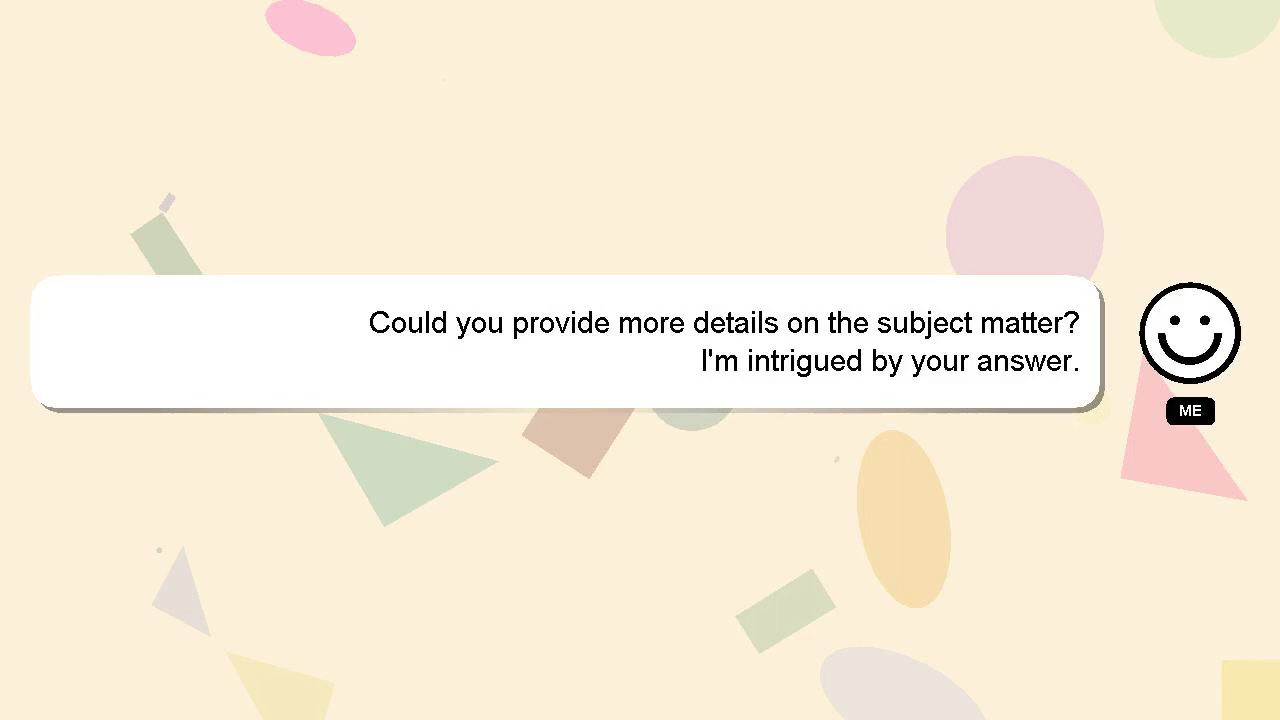 Could you provide more details on the subject matter?
I'm intrigued by your answer.
ME